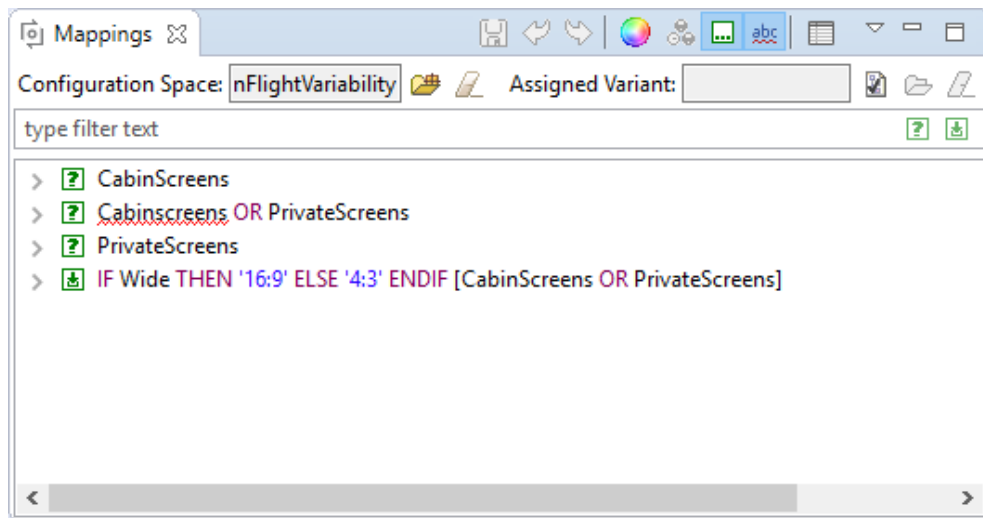 Mappings
abc
Configuration Space: nFlightVariability Assigned Variant:
type filter text
CabinScreens
Cabinscreens OR PrivateScreens
PrivateScreens
IF Wide THEN '16:9' ELSE '4:3' ENDIF [CabinScreens OR PrivateScreens]